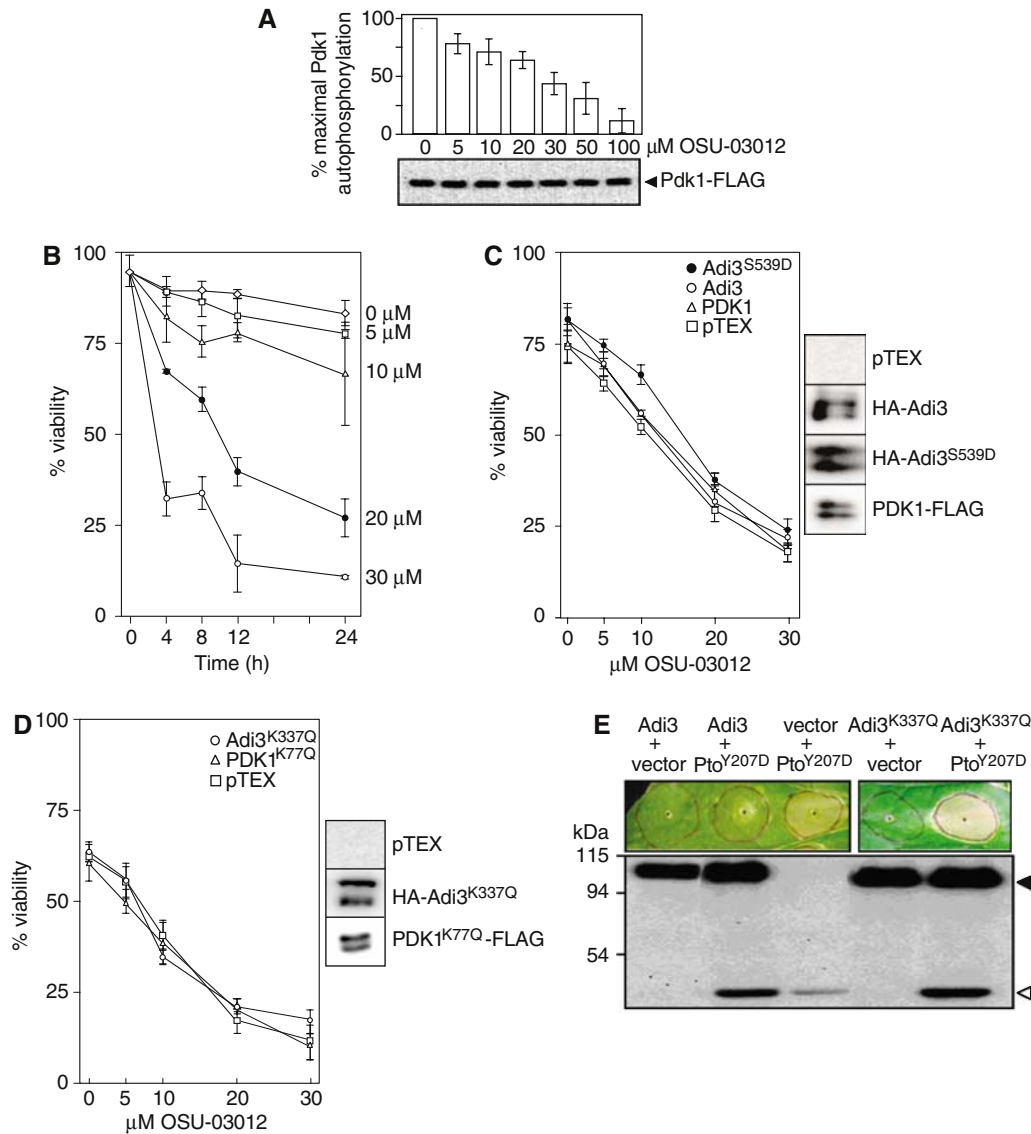 A
% maximal Pdk1
autophosphorylation
100
50
0
0 5 10 20 30 50 100 μM OSU-03012
Pdk1-FLAG
B
% viability
100
75
50
25
0
0 μM
5 μM
10 μM
20 μM
30 μM
0 4 8 12 24
Time (h)
C
% viability
100
75
50
25
0
Adi3S539D
Adi3
PDK1
pTEX
0 5 10 20 30
μM OSU-03012
pTEX
HA-Adi3
HA-Adi3S539D
PDK1-FLAG
D
% viability
100
75
50
25
0
Adi3K337Q
PDK1K77Q
pTEX
0 5 10 20 30
μM OSU-03012
pTEX
HA-Adi3K337Q
PDK1K77Q-FLAG
E
Adi3 + vector
Adi3 + PtoY207D
vector + PtoY207D
Adi3K337Q + vector
Adi3K337Q + PtoY207D
kDa
115
94
54